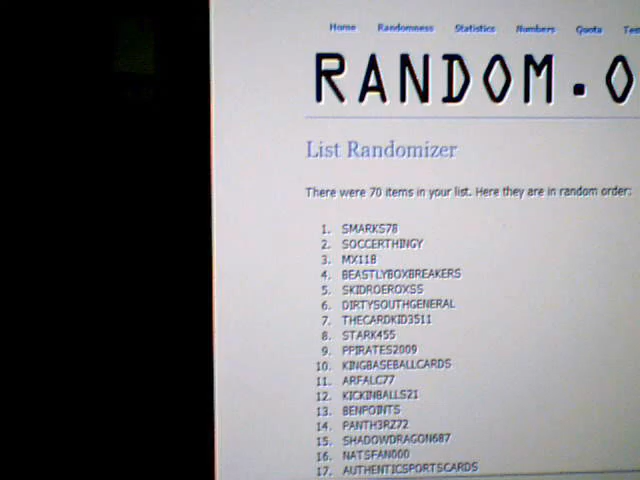 Home Randomness Statistics Numbers Quota
RANDOM.O
List Randomizer
There were 70 items in your list. Here they are in random order:
1. SMARKS78
2. SOCCERTHINGY
3. MX118
4. BEASTLYBOXBREAKERS
5. SKIDROEROXSS
6. DIRTYSOUTHGENERAL
7. THECARDKID3511
8. STARK455
9. PPIRATES2009
10. KINGBASEBALLCARDS
11. ARFALC77
12. KICKINBALLS21
13. BENPOINTS
14. PANTH3RZ72
15. SHADOWDRAGON687
16. NATSFAN000
17. AUTHENTICSPORTSCARDS